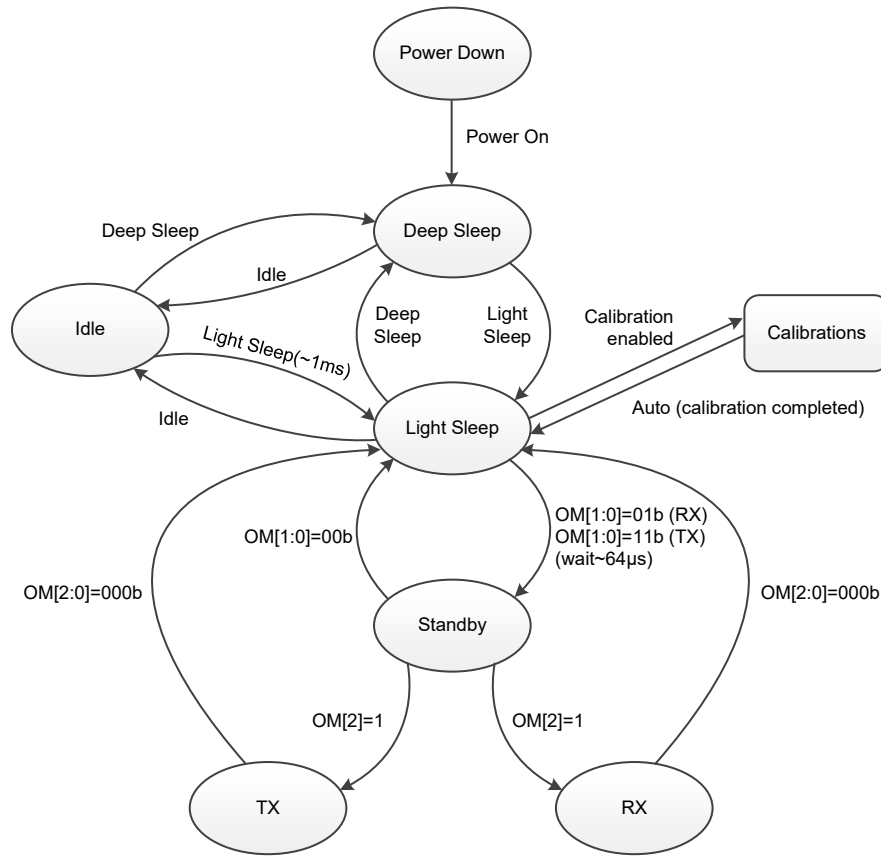 Power Down
Power On
Deep Sleep
Deep Sleep
Idle
Idle
Deep
Sleep
Light
Sleep
Calibration
enabled
Calibrations
Light Sleep(~1ms)
Idle
Auto (calibration completed)
Light Sleep
OM[1:0]=00b
OM[1:0]=01b (RX)
OM[1:0]=11b (TX)
(wait~64µs)
OM[2:0]=000b
OM[2:0]=000b
Standby
OM[2]=1
OM[2]=1
TX
RX